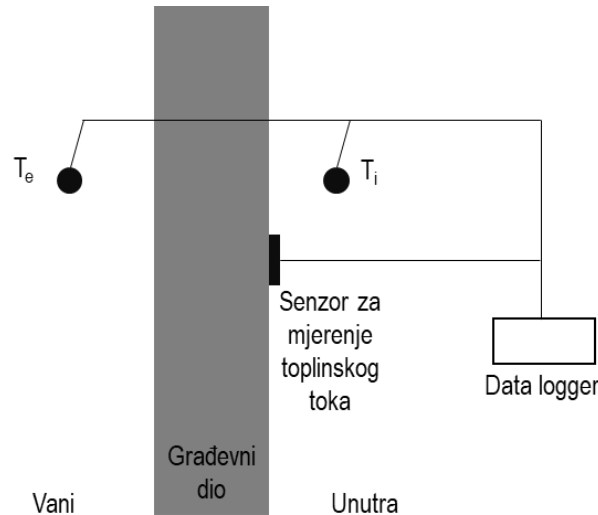 Te
Ti
Senzor za
mjerenje
toplinskog
toka
Data logger
Građevni
dio
Vani
Unutra